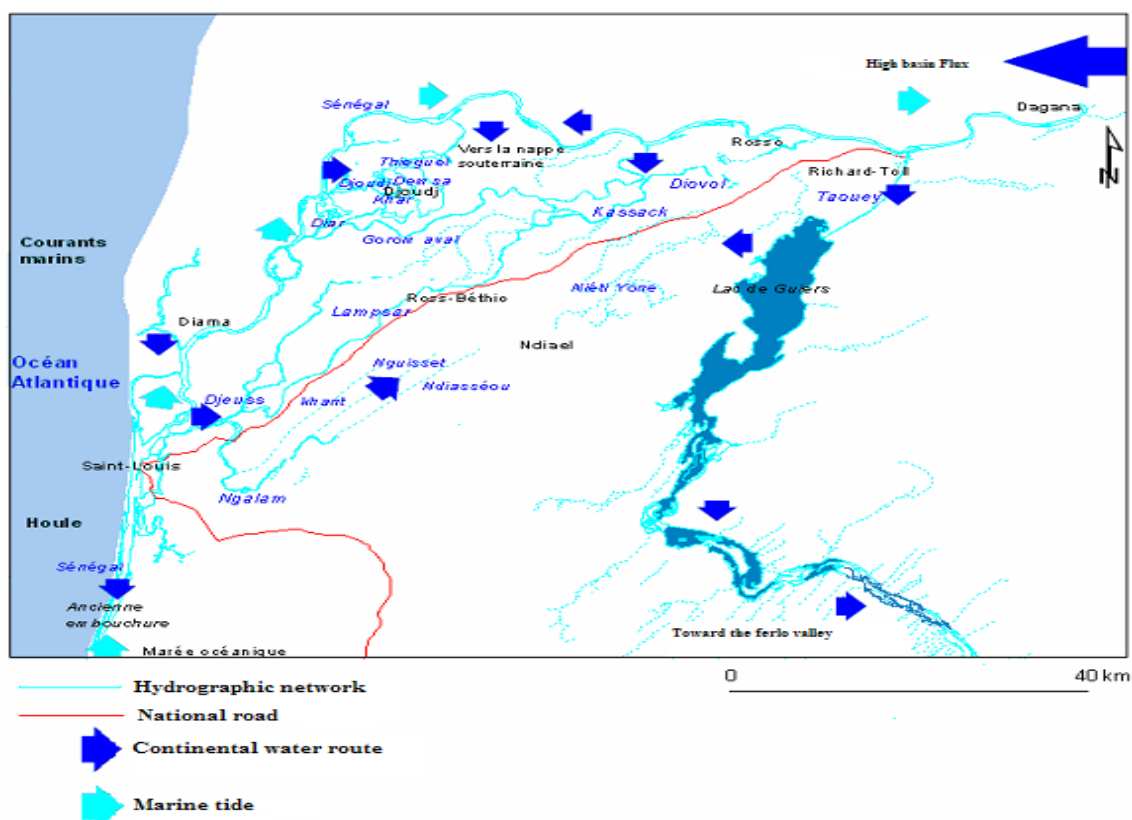 High basin Flux
Dagana
Sénégal
Rosso
Vers la nappe
souterraine
Thieguel
Richard-Toll
Djoudj
Djoudj
Diovol
Taouey
Kassack
Diar
Gorom aval
Courants
marins
Niéti Yone
Lac de Guiers
Ross-Béthio
Lampsar
Diama
Ndiael
Océan
Atlantique
Nguisset
Ndiasséou
Djeuss
Khant
Saint-Louis
Ngalam
Houle
Sénégal
Ancienne
embouchure
Toward the ferlo valley
Marée océanique
0 40 km
N
Hydrographic network
National road
Continental water route
Marine tide